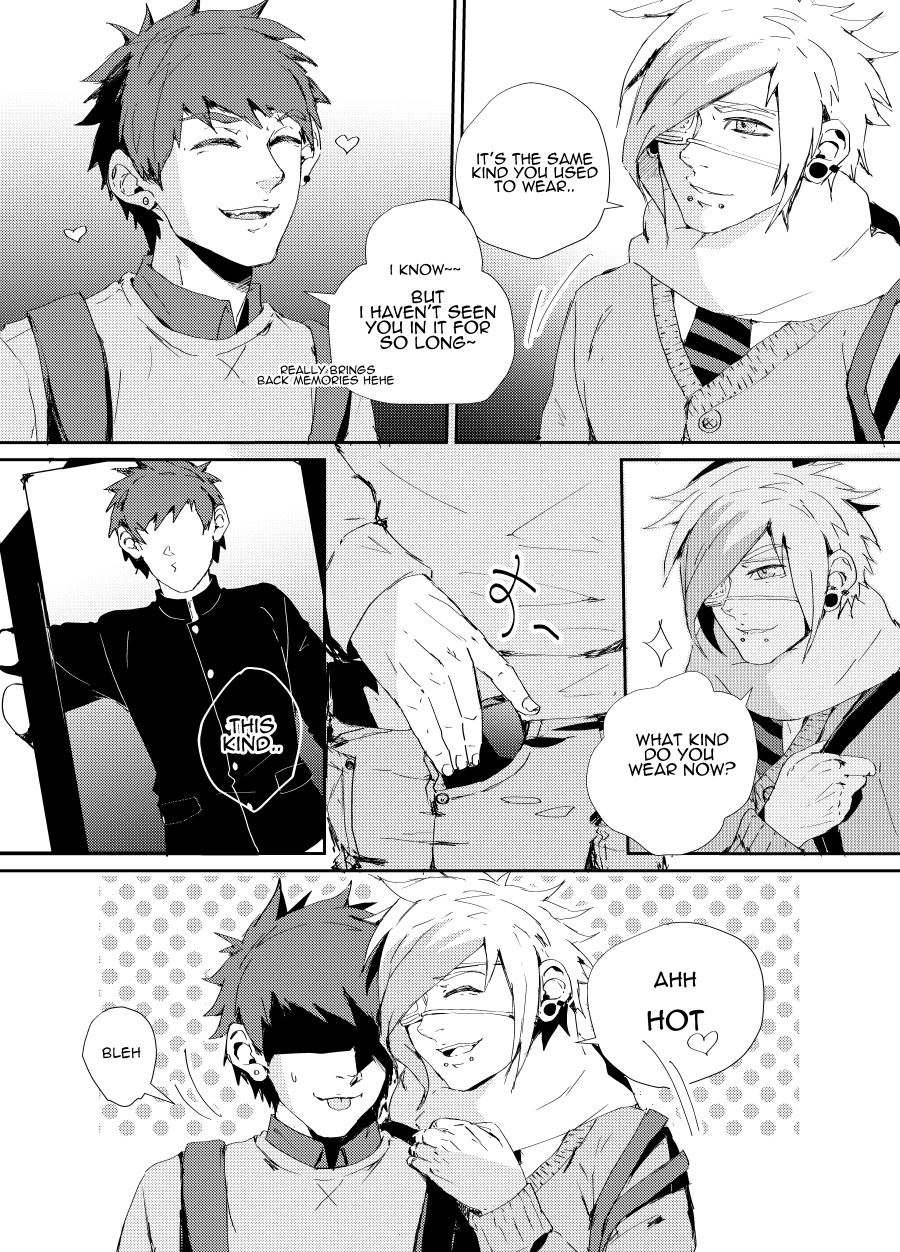 IT'S THE SAME
KIND YOU USED
TO WEAR..
I KNOW~~
BUT
I HAVEN'T SEEN
YOU IN IT FOR
SO LONG~
REALLY BRINGS
BACK MEMORIES HEHE
WHAT KIND
DO YOU
WEAR NOW?
THIS
KIND..
AHH
HOT
BLEH